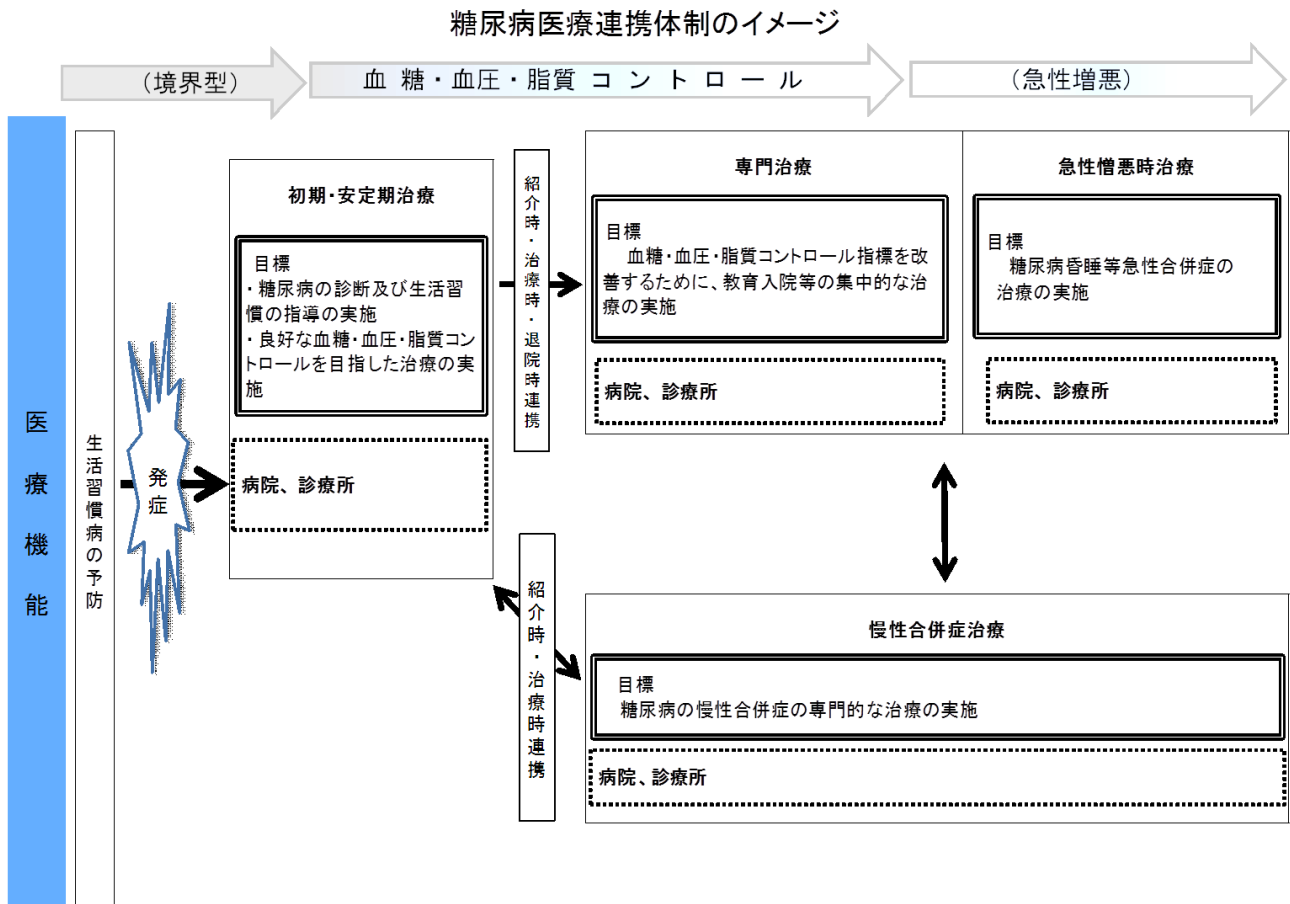 糖尿病医療連携体制のイメージ
（境界型）
血 糖・血圧・脂質 コ ン ト ロ ー ル
（急性増悪）
医療機能
生活習慣病の予防
発症
初期・安定期治療
目標
・糖尿病の診断及び生活習
慣の指導の実施
・良好な血糖・血圧・脂質コン
トロールを目指した治療の実
施
病院、診療所
紹介時・治療時・退院時連携
専門治療
目標
血糖・血圧・脂質コントロール指標を改
善するために、教育入院等の集中的な治
療の実施
病院、診療所
急性憎悪時治療
目標
糖尿病昏睡等急性合併症の
治療の実施
病院、診療所
紹介時・治療時連携
慢性合併症治療
目標
糖尿病の慢性合併症の専門的な治療の実施
病院、診療所